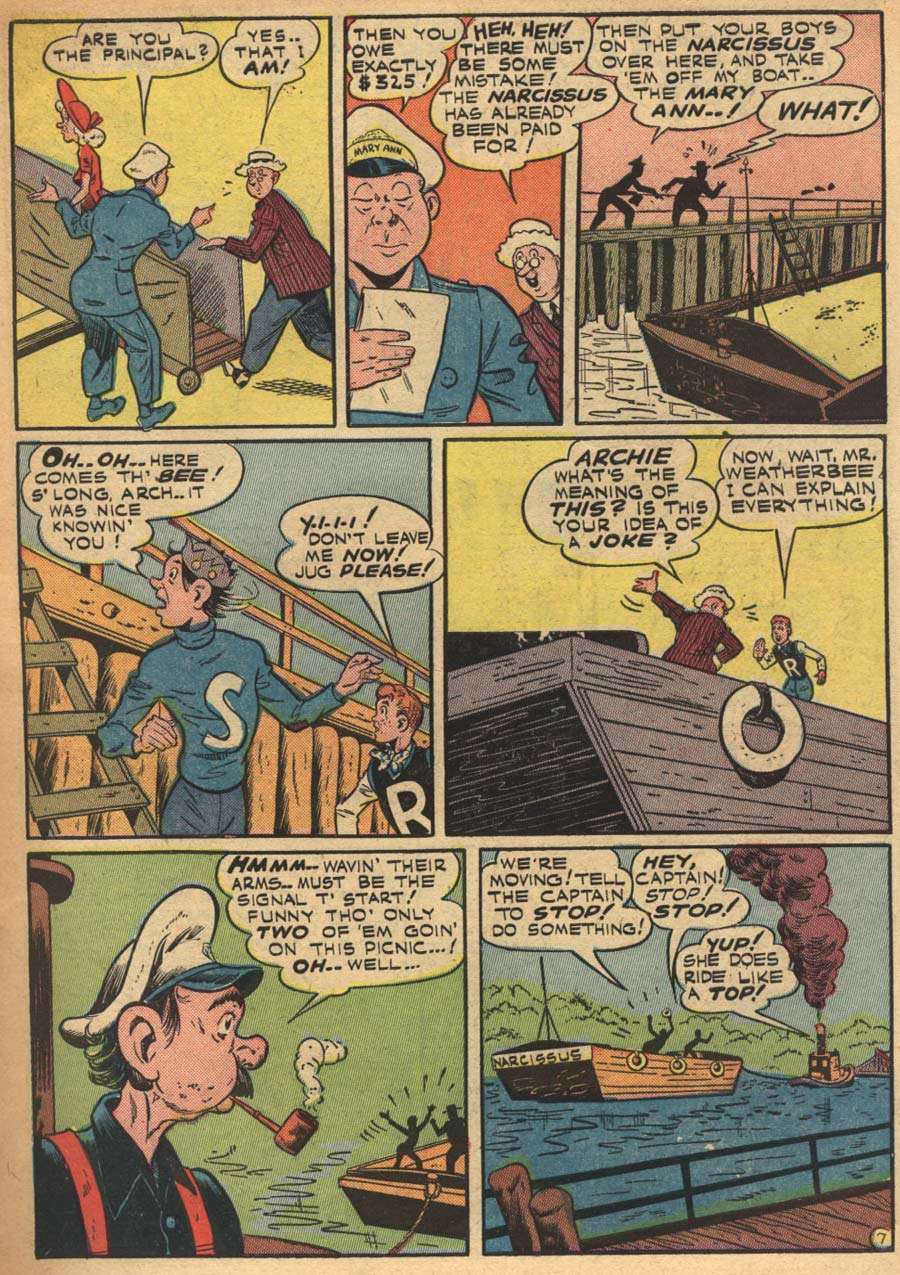 ARE YOU
THE PRINCIPAL?
YES..
THAT I
AM!
THEN YOU
OWE
EXACTLY
$325!
HEH, HEH!
THERE MUST
BE SOME
MISTAKE!
THE NARCISSUS
HAS ALREADY
BEEN PAID
FOR!
MARY ANN
THEN PUT YOUR BOYS
ON THE NARCISSUS
OVER HERE, AND TAKE
'EM OFF MY BOAT..
THE MARY
ANN--!
WHAT!
OH..OH--HERE
COMES TH' BEE!
S'LONG, ARCH..IT
WAS NICE
KNOWIN'
YOU!
Y-I-I-I!
DON'T LEAVE
ME NOW!
JUG PLEASE!
S
R
ARCHIE
WHAT'S THE
MEANING OF
THIS? IS THIS
YOUR IDEA OF
A JOKE?
NOW, WAIT, MR.
WEATHERBEE
I CAN EXPLAIN
EVERYTHING!
R
HMMM-- WAVIN' THEIR
ARMS-- MUST BE THE
SIGNAL T' START!
FUNNY THO' ONLY
TWO OF 'EM GOIN'
ON THIS PICNIC...!
OH-- WELL...
WE'RE
MOVING! TELL
THE CAPTAIN
TO STOP!
DO SOMETHING!
HEY,
CAPTAIN!
STOP!
STOP!
YUP!
SHE DOES
RIDE LIKE
A TOP!
NARCISSUS
7